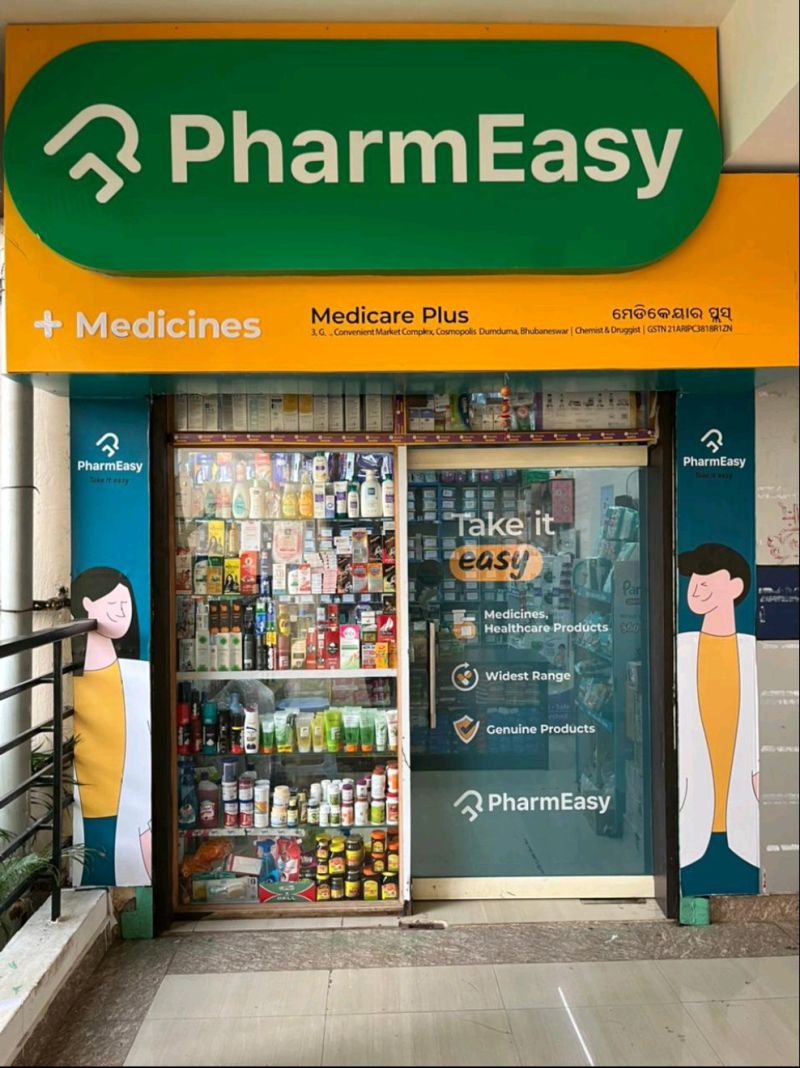 PharmEasy
+ Medicines
Medicare Plus
ମେଡିକେୟାର ପ୍ଲସ୍
3, G, ., Convenient Market Complex, Cosmopolis Dumduma, Bhubaneswar | Chemist & Druggist | GSTN 21ARIPC3818R1ZN
PharmEasy
Take it easy
PharmEasy
Take it easy
Take it
easy
Medicines,
Healthcare Products
Widest Range
Genuine Products
PharmEasy